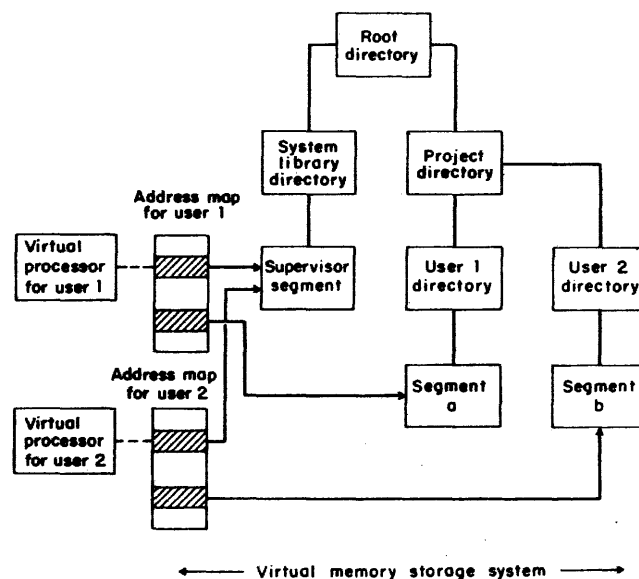 Root
directory
System
library
directory
Project
directory
Address map
for user 1
Virtual
processor
for user 1
Supervisor
segment
User 1
directory
User 2
directory
Address map
for user 2
Segment
a
Segment
b
Virtual
processor
for user 2
Virtual memory storage system